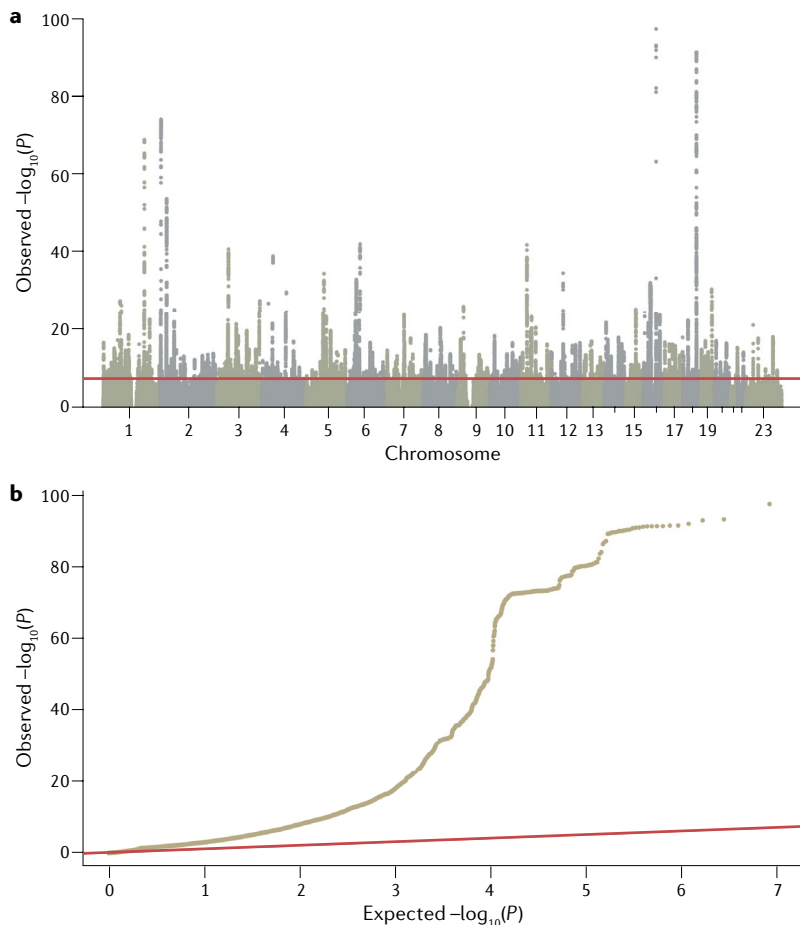 a
100
80
60
40
20
0
Observed –log₁₀(P)
1 2 3 4 5 6 7 8 9 10 11 12 13 15 17 19 23
Chromosome
b
100
80
60
40
20
0
Observed –log₁₀(P)
0 1 2 3 4 5 6 7
Expected –log₁₀(P)